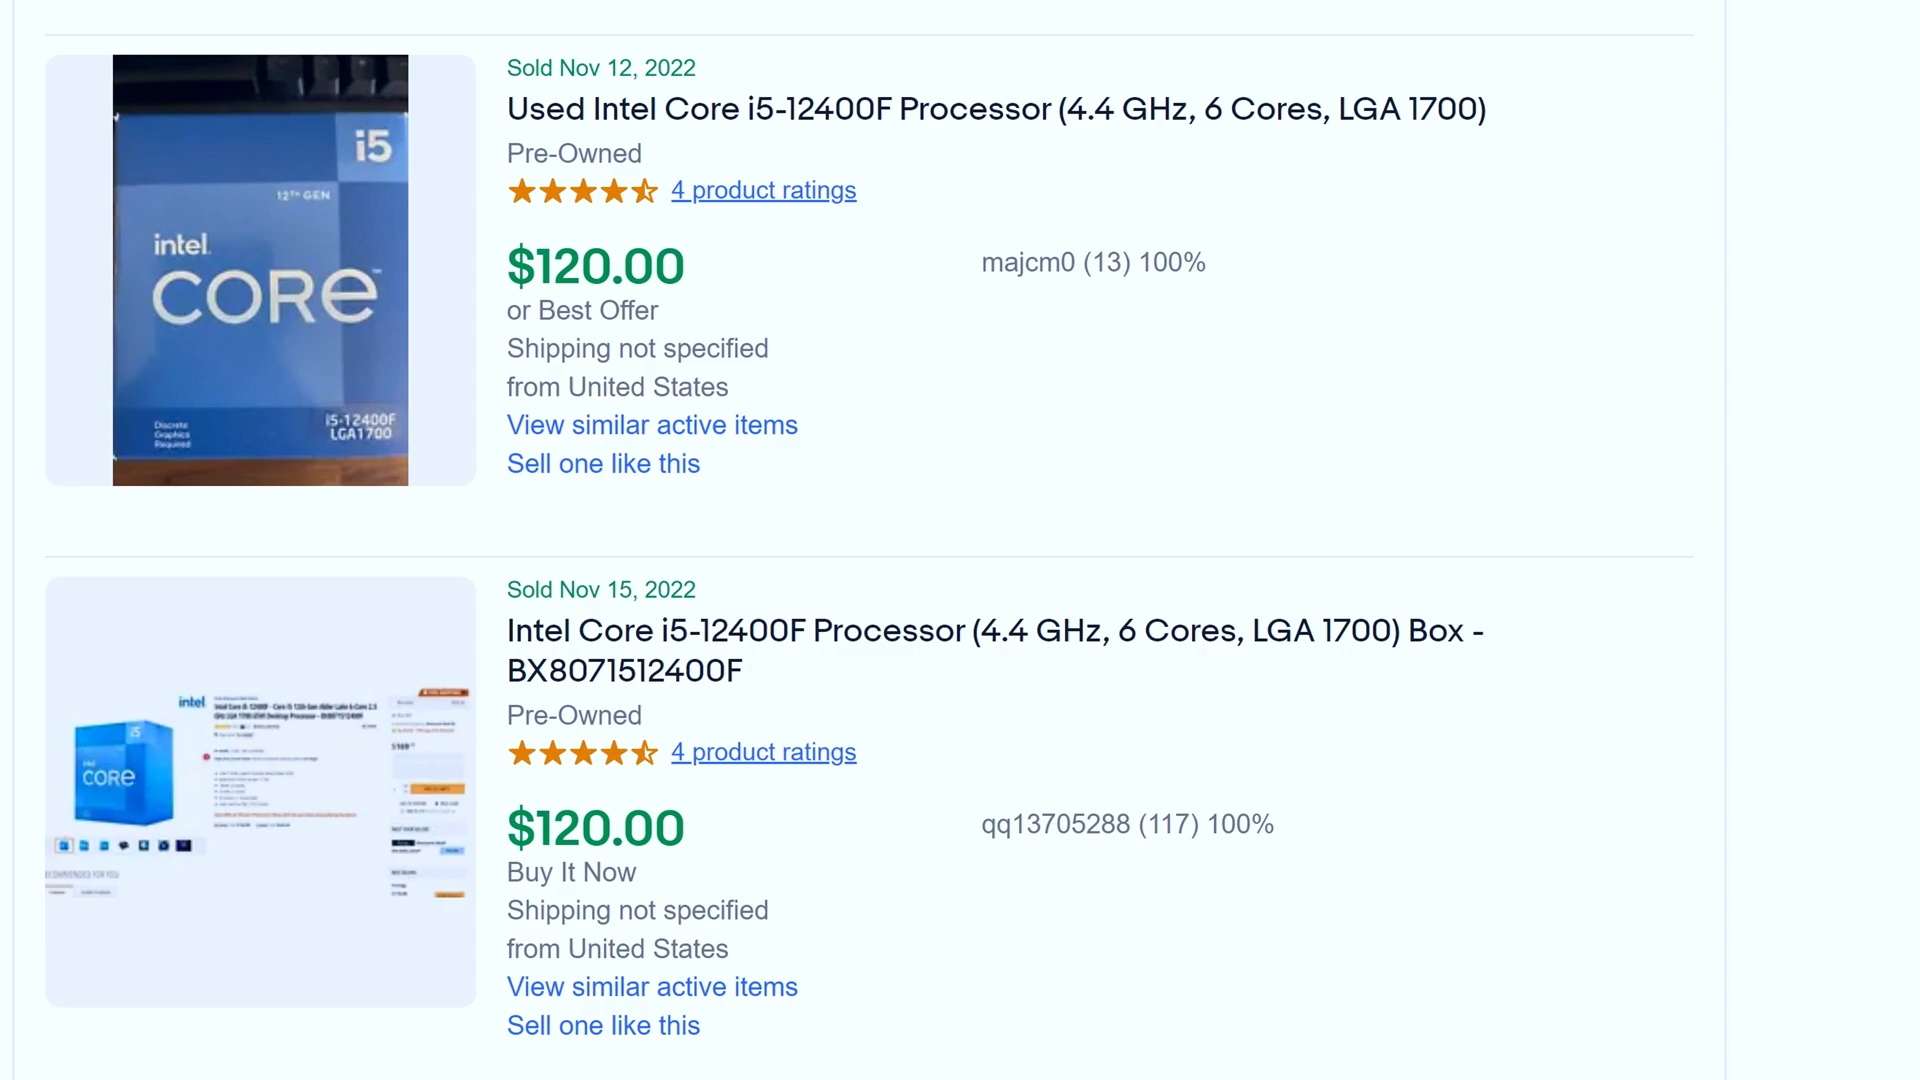 Sold Nov 12, 2022
Used Intel Core i5-12400F Processor (4.4 GHz, 6 Cores, LGA 1700)
Pre-Owned
4 product ratings
$120.00
majcm0 (13) 100%
or Best Offer
Shipping not specified
from United States
View similar active items
Sell one like this
i5
12TH GEN
intel.
CORE™
Discrete
Graphics
Required
i5-12400F
LGA1700
Sold Nov 15, 2022
Intel Core i5-12400F Processor (4.4 GHz, 6 Cores, LGA 1700) Box -
BX8071512400F
Pre-Owned
4 product ratings
$120.00
qq13705288 (117) 100%
Buy It Now
Shipping not specified
from United States
View similar active items
Sell one like this
intel
i5
intel
CORE